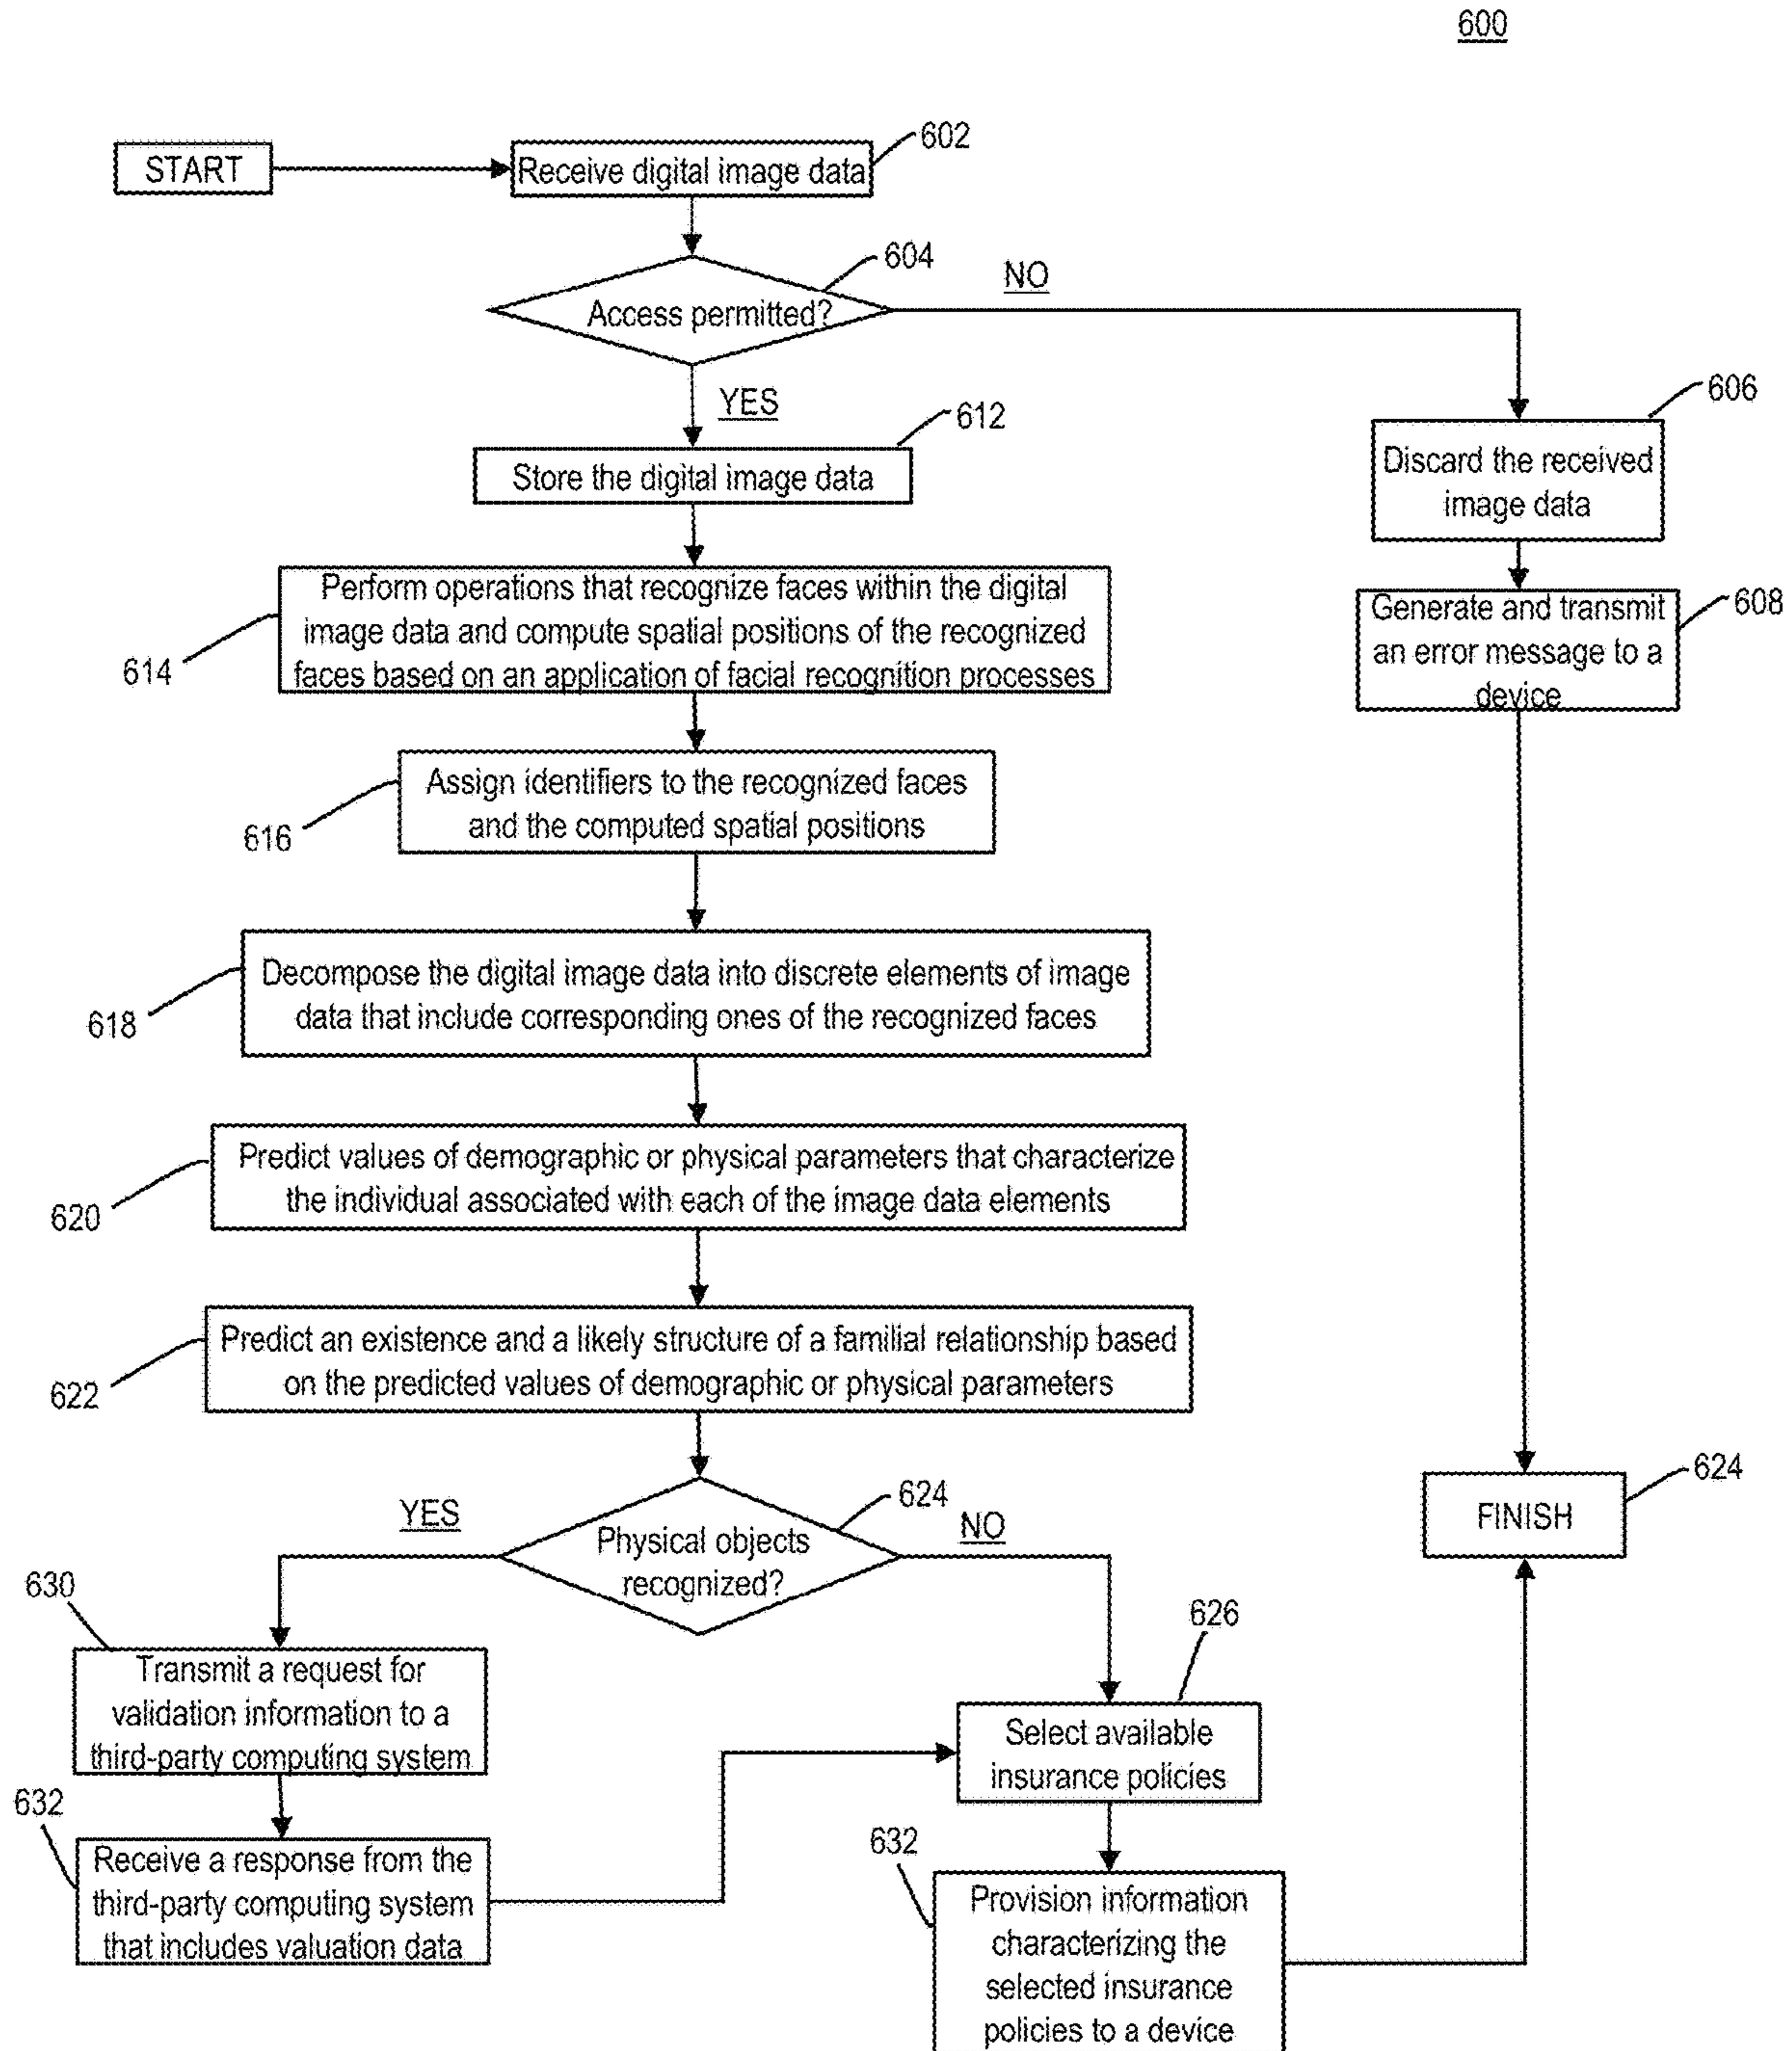 600
START
602
Receive digital image data
604
Access permitted?
NO
YES
606
Discard the received
image data
608
Generate and transmit
an error message to a
device
612
Store the digital image data
614
Perform operations that recognize faces within the digital
image data and compute spatial positions of the recognized
faces based on an application of facial recognition processes
616
Assign identifiers to the recognized faces
and the computed spatial positions
618
Decompose the digital image data into discrete elements of image
data that include corresponding ones of the recognized faces
620
Predict values of demographic or physical parameters that characterize
the individual associated with each of the image data elements
622
Predict an existence and a likely structure of a familial relationship based
on the predicted values of demographic or physical parameters
624
Physical objects
recognized?
YES
NO
624
FINISH
630
Transmit a request for
validation information to a
third-party computing system
632
Receive a response from the
third-party computing system
that includes valuation data
626
Select available
insurance policies
632
Provision information
characterizing the
selected insurance
policies to a device